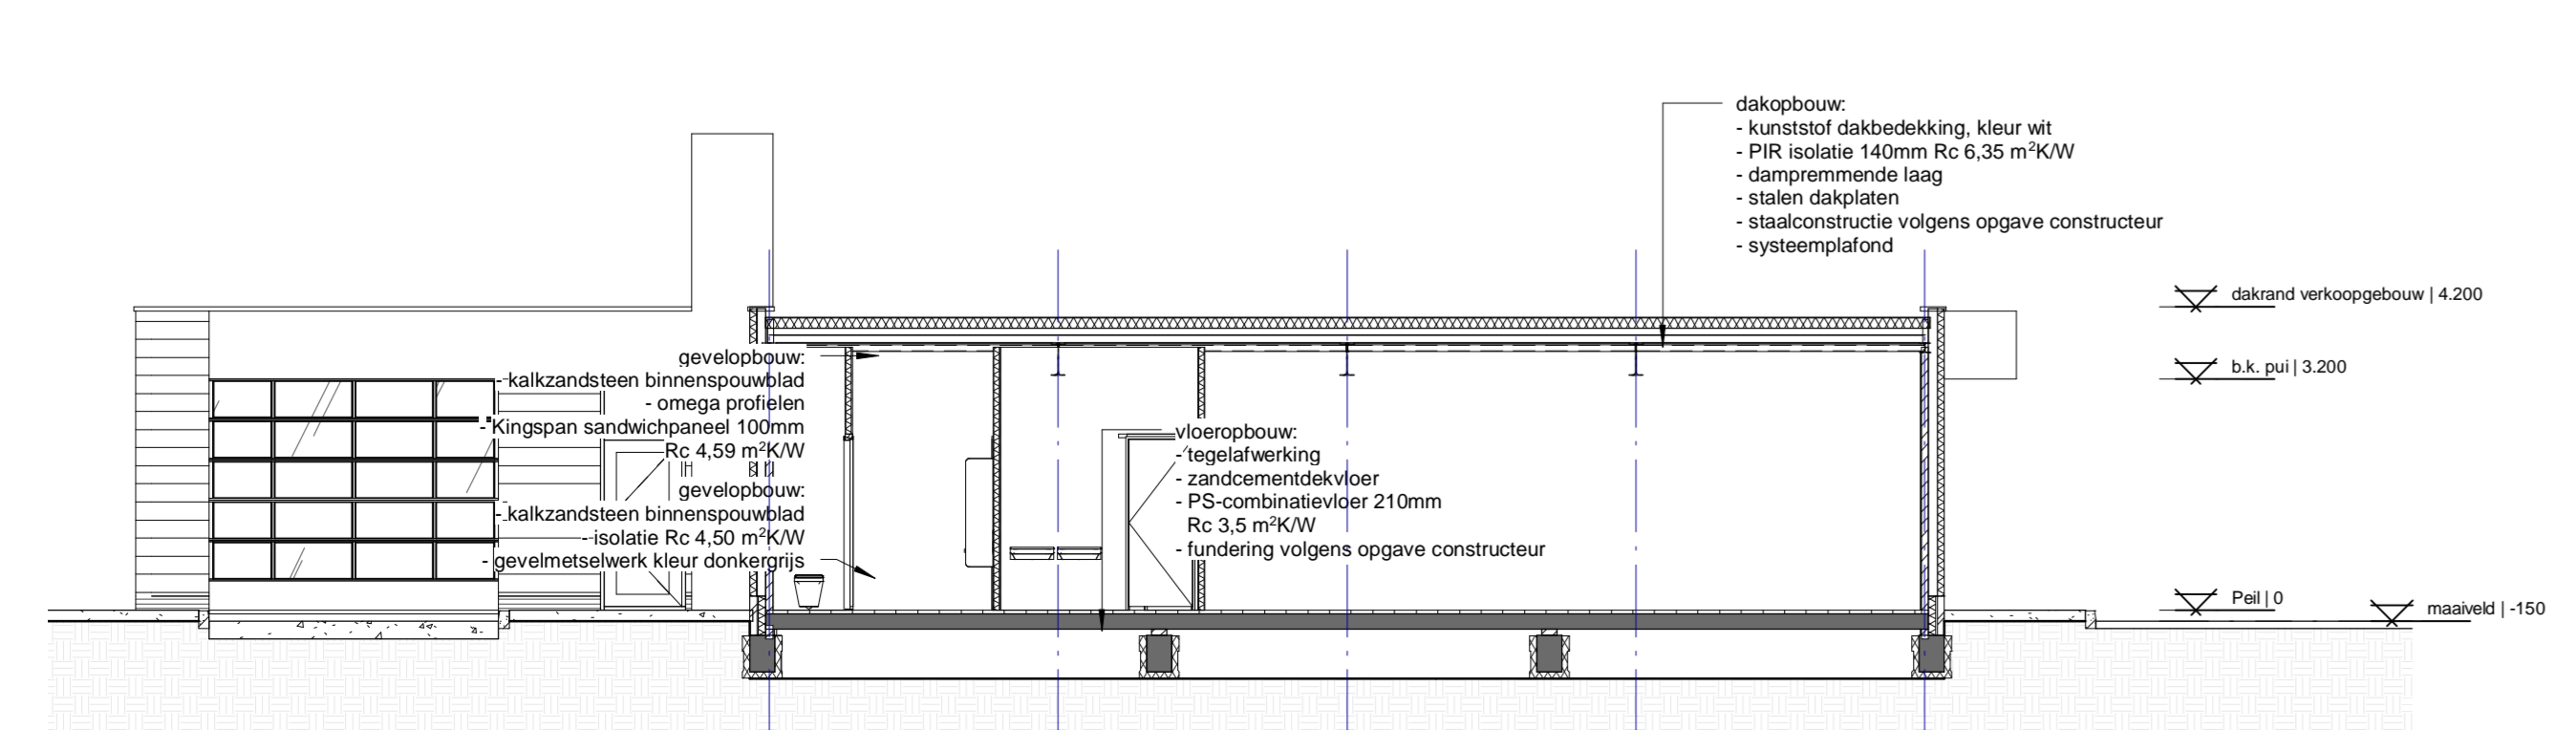 dakopbouw:
- kunststof dakbedekking, kleur wit
- PIR isolatie 140mm Rc 6,35 m²K/W
- dampremmende laag
- stalen dakplaten
- staalconstructie volgens opgave constructeur
- systeemplafond
dakrand verkoopgebouw | 4.200
b.k. pui | 3.200
gevelopbouw:
- kalkzandsteen binnenspouwblad
- omega profielen
- Kingspan sandwichpaneel 100mm
Rc 4,59 m²K/W
gevelopbouw:
- kalkzandsteen binnenspouwblad
- isolatie Rc 4,50 m²K/W
- gevelmetselwerk kleur donkergrijs
vloeropbouw:
- tegelafwerking
- zandcementdekvloer
- PS-combinatievloer 210mm
Rc 3,5 m²K/W
- fundering volgens opgave constructeur
Peil | 0
maaiveld | -150